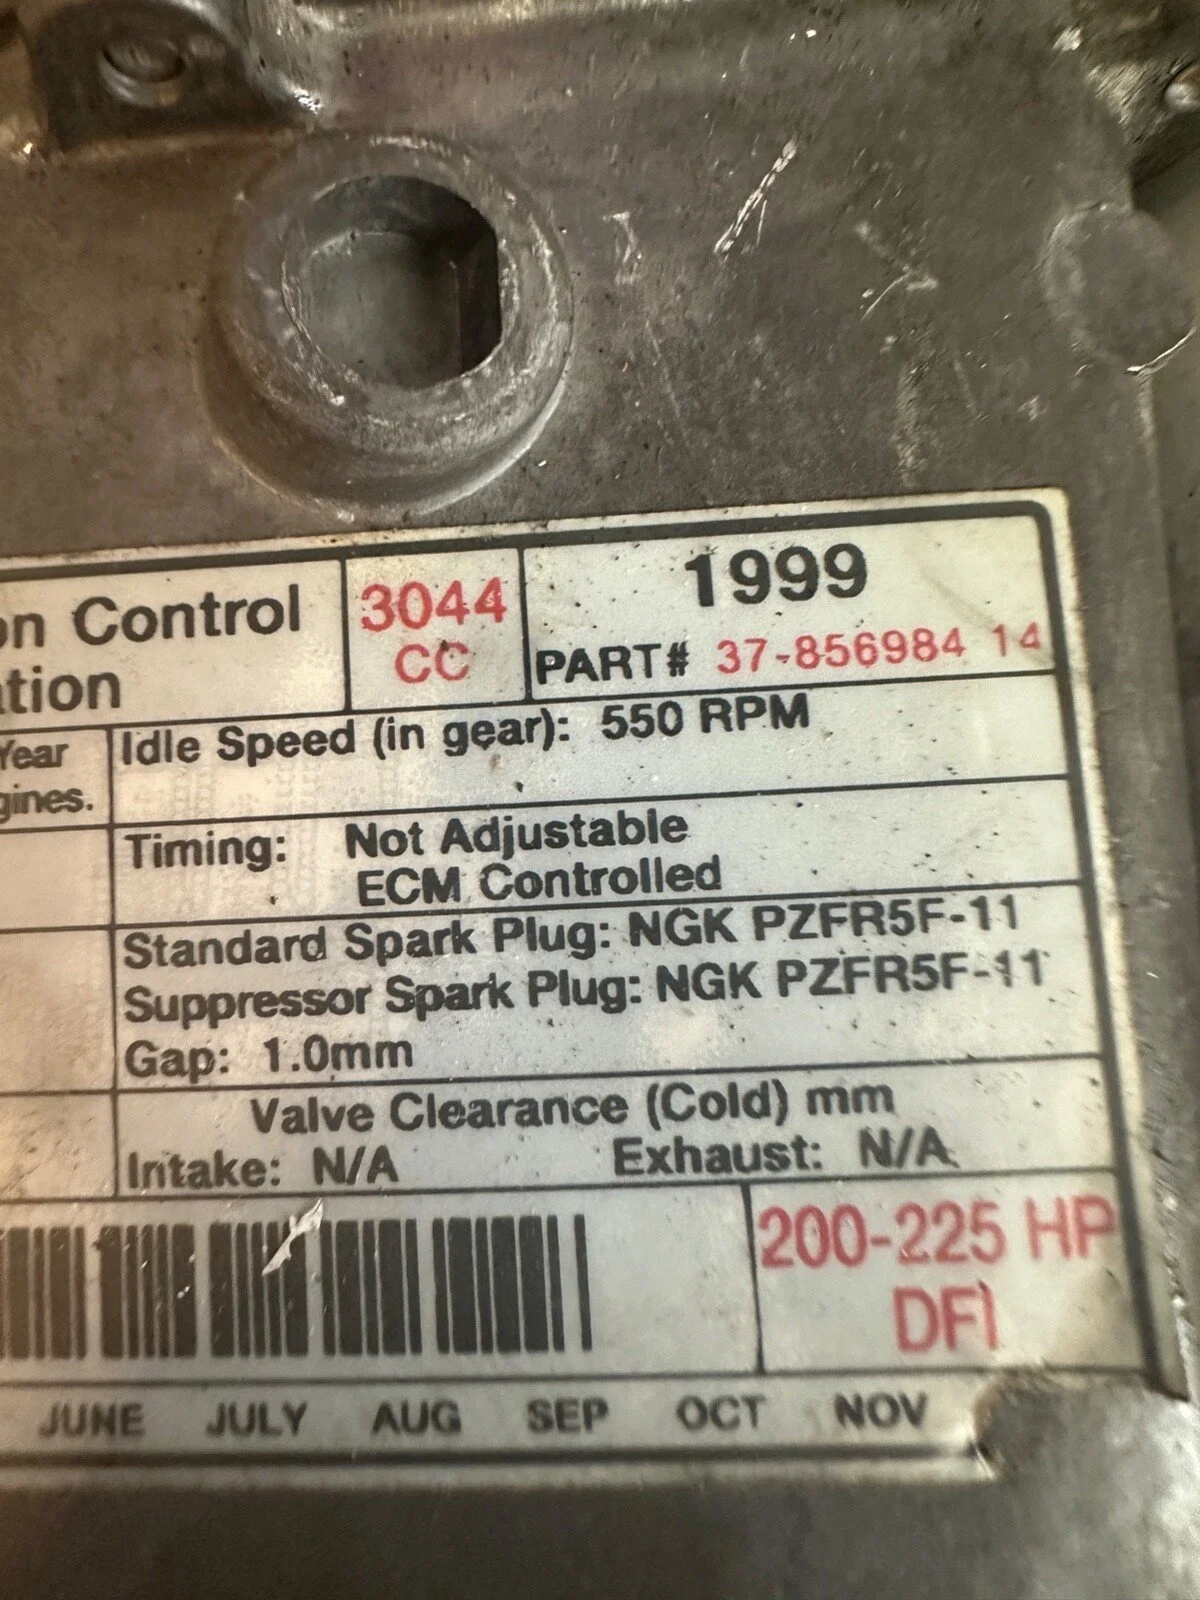 on Control
ation
3044
CC
1999
PART# 37-856984 14
Year
gines.
Idle Speed (in gear): 550 RPM
Timing: Not Adjustable
ECM Controlled
Standard Spark Plug: NGK PZFR5F-11
Suppressor Spark Plug: NGK PZFR5F-11
Gap: 1.0mm
Valve Clearance (Cold) mm
Intake: N/A Exhaust: N/A
200-225 HP
DFI
JUNE JULY AUG SEP OCT NOV